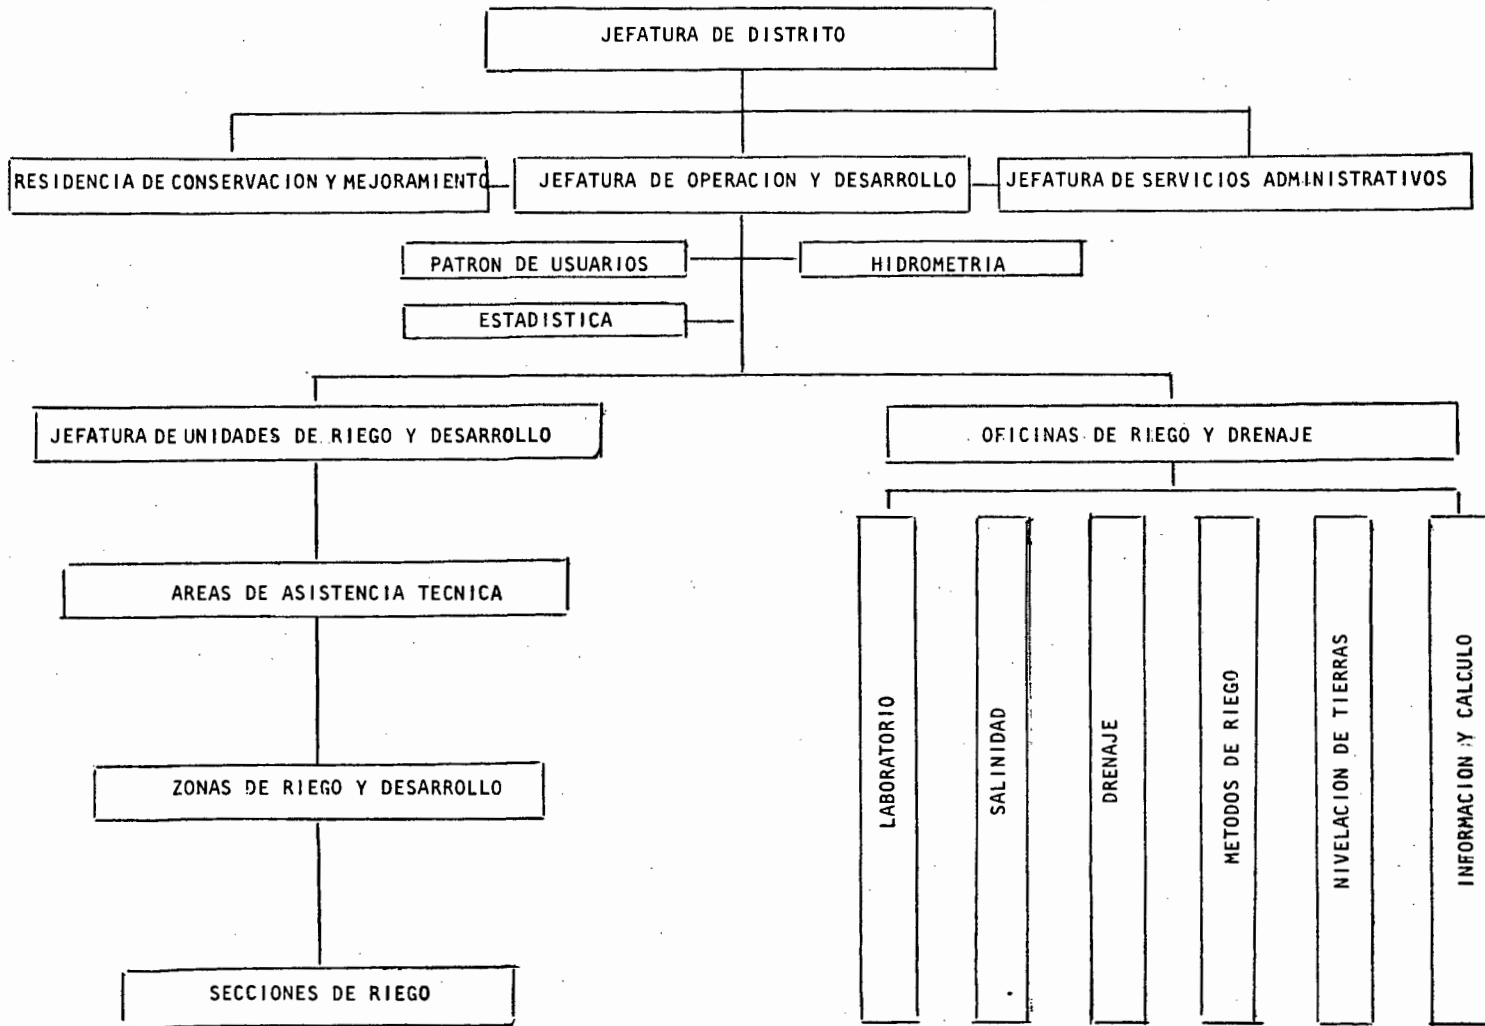 JEFATURA DE DISTRITO
RESIDENCIA DE CONSERVACION Y MEJORAMIENTO
JEFATURA DE OPERACION Y DESARROLLO
JEFATURA DE SERVICIOS ADMINISTRATIVOS
PATRON DE USUARIOS
HIDROMETRIA
ESTADISTICA
JEFATURA DE UNIDADES DE RIEGO Y DESARROLLO
OFICINAS DE RIEGO Y DRENAJE
AREAS DE ASISTENCIA TECNICA
ZONAS DE RIEGO Y DESARROLLO
SECCIONES DE RIEGO
LABORATORIO
SALINIDAD
DRENAJE
METODOS DE RIEGO
NIVELACION DE TIERRAS
INFORMACION Y CALCULO